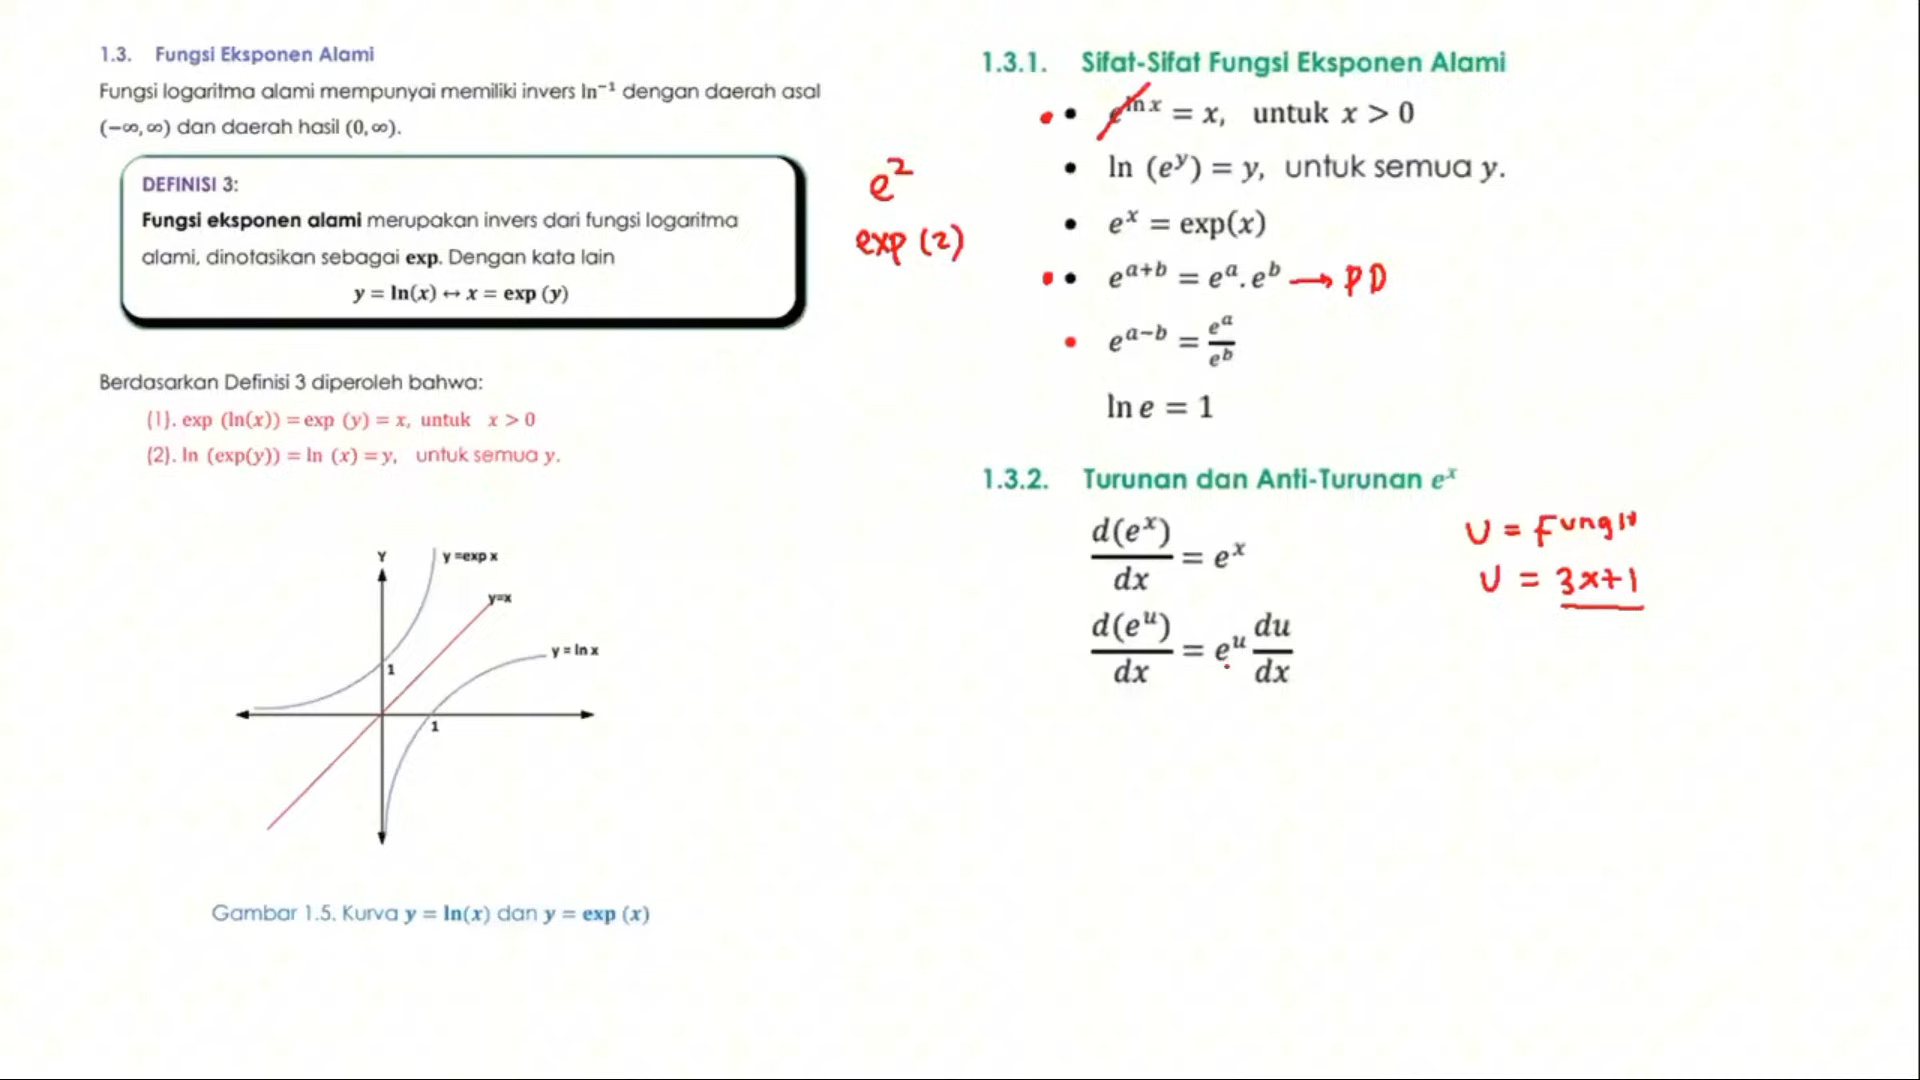 1.3. Fungsi Eksponen Alami
Fungsi logaritma alami mempunyai memiliki invers ln⁻¹ dengan daerah asal
(−∞, ∞) dan daerah hasil (0, ∞).
DEFINISI 3:
Fungsi eksponen alami merupakan invers dari fungsi logaritma
alami, dinotasikan sebagai exp. Dengan kata lain
y = ln(x) ↔ x = exp (y)
Berdasarkan Definisi 3 diperoleh bahwa:
(1). exp (ln(x)) = exp (y) = x, untuk x > 0
(2). ln (exp(y)) = ln (x) = y, untuk semua y.
Y
y =exp x
y=x
y = ln x
1
1
Gambar 1.5. Kurva y = ln(x) dan y = exp (x)
e²
exp (2)
1.3.1. Sifat-Sifat Fungsi Eksponen Alami
• e^{ln x} = x, untuk x > 0
• ln (e^y) = y, untuk semua y.
• e^x = exp(x)
• e^{a+b} = e^a . e^b → PD
• e^{a−b} = e^a / e^b
ln e = 1
1.3.2. Turunan dan Anti-Turunan e^x
d(e^x)/dx = e^x
d(e^u)/dx = e^u du/dx
U = Fungsi
U = 3x+1